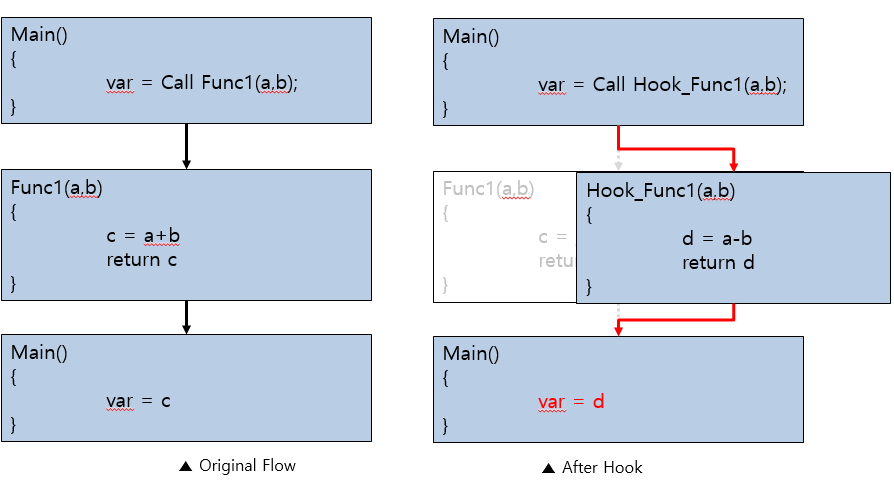 Main()
{
var = Call Func1(a,b);
}
Func1(a,b)
{
c = a+b
return c
}
Main()
{
var = c
}
▲ Original Flow
Main()
{
var = Call Hook_Func1(a,b);
}
Func1(a,b)
{
c =
retu
}
Hook_Func1(a,b)
{
d = a-b
return d
}
Main()
{
var = d
}
▲ After Hook